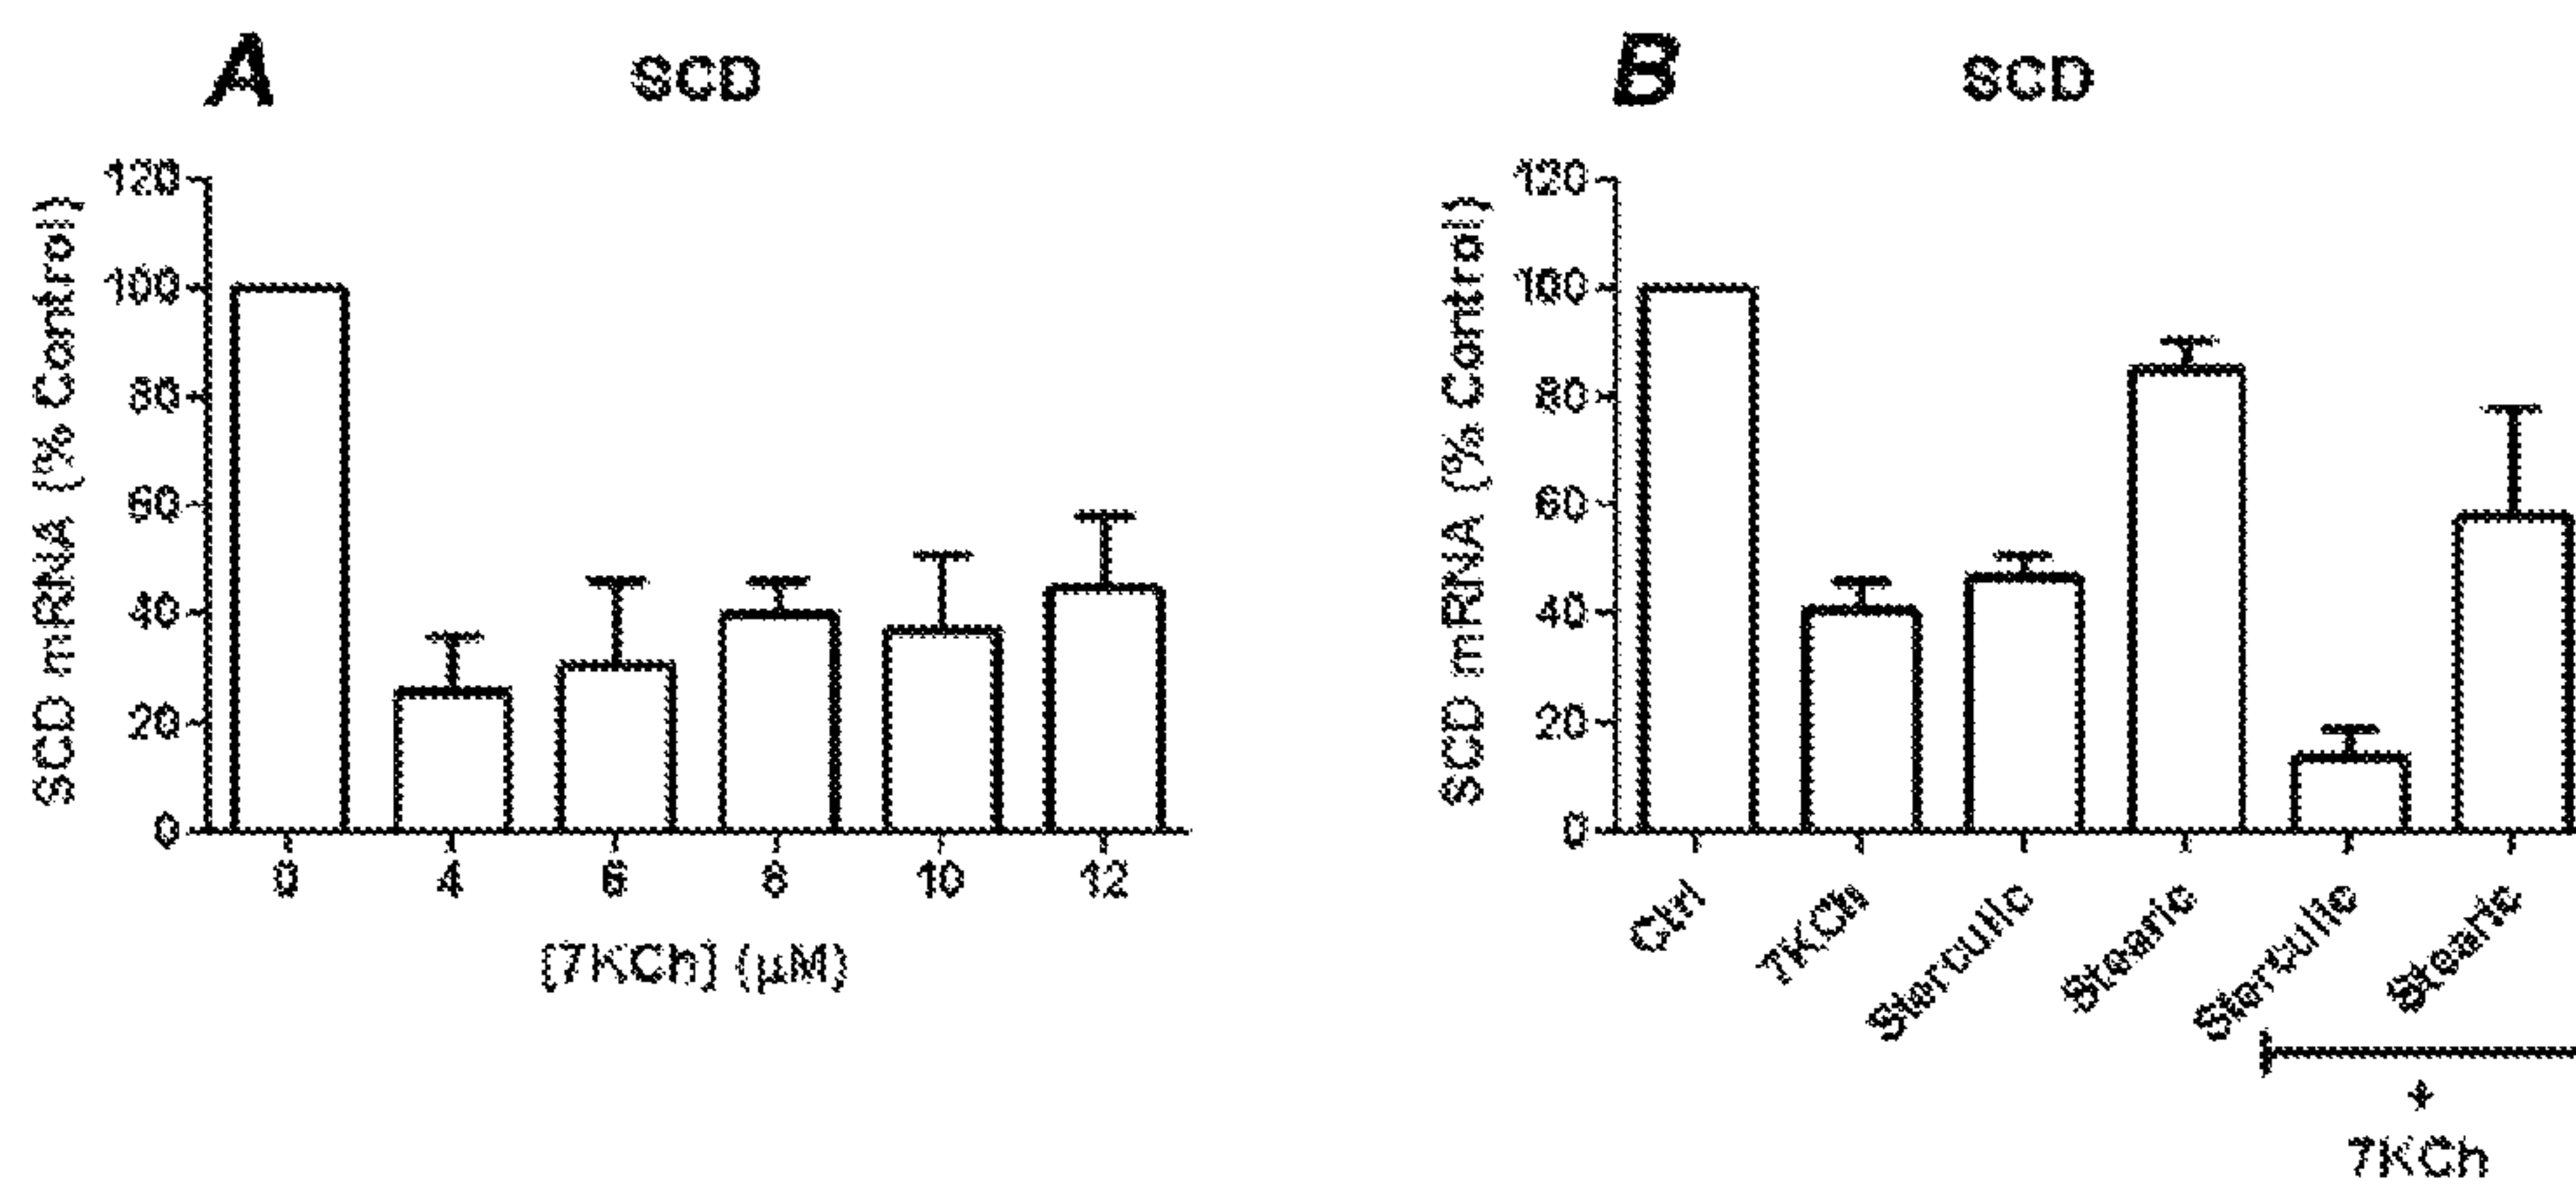 A
SCD
SCD mRNA (% Control)
120
100
80
60
40
20
0
0
4
6
8
10
12
[7KCh] (µM)
B
SCD
SCD mRNA (% Control)
120
100
80
60
40
20
0
Ctrl
7KCh
Sterculic
Stearic
Sterculic
Stearic
+
7KCh